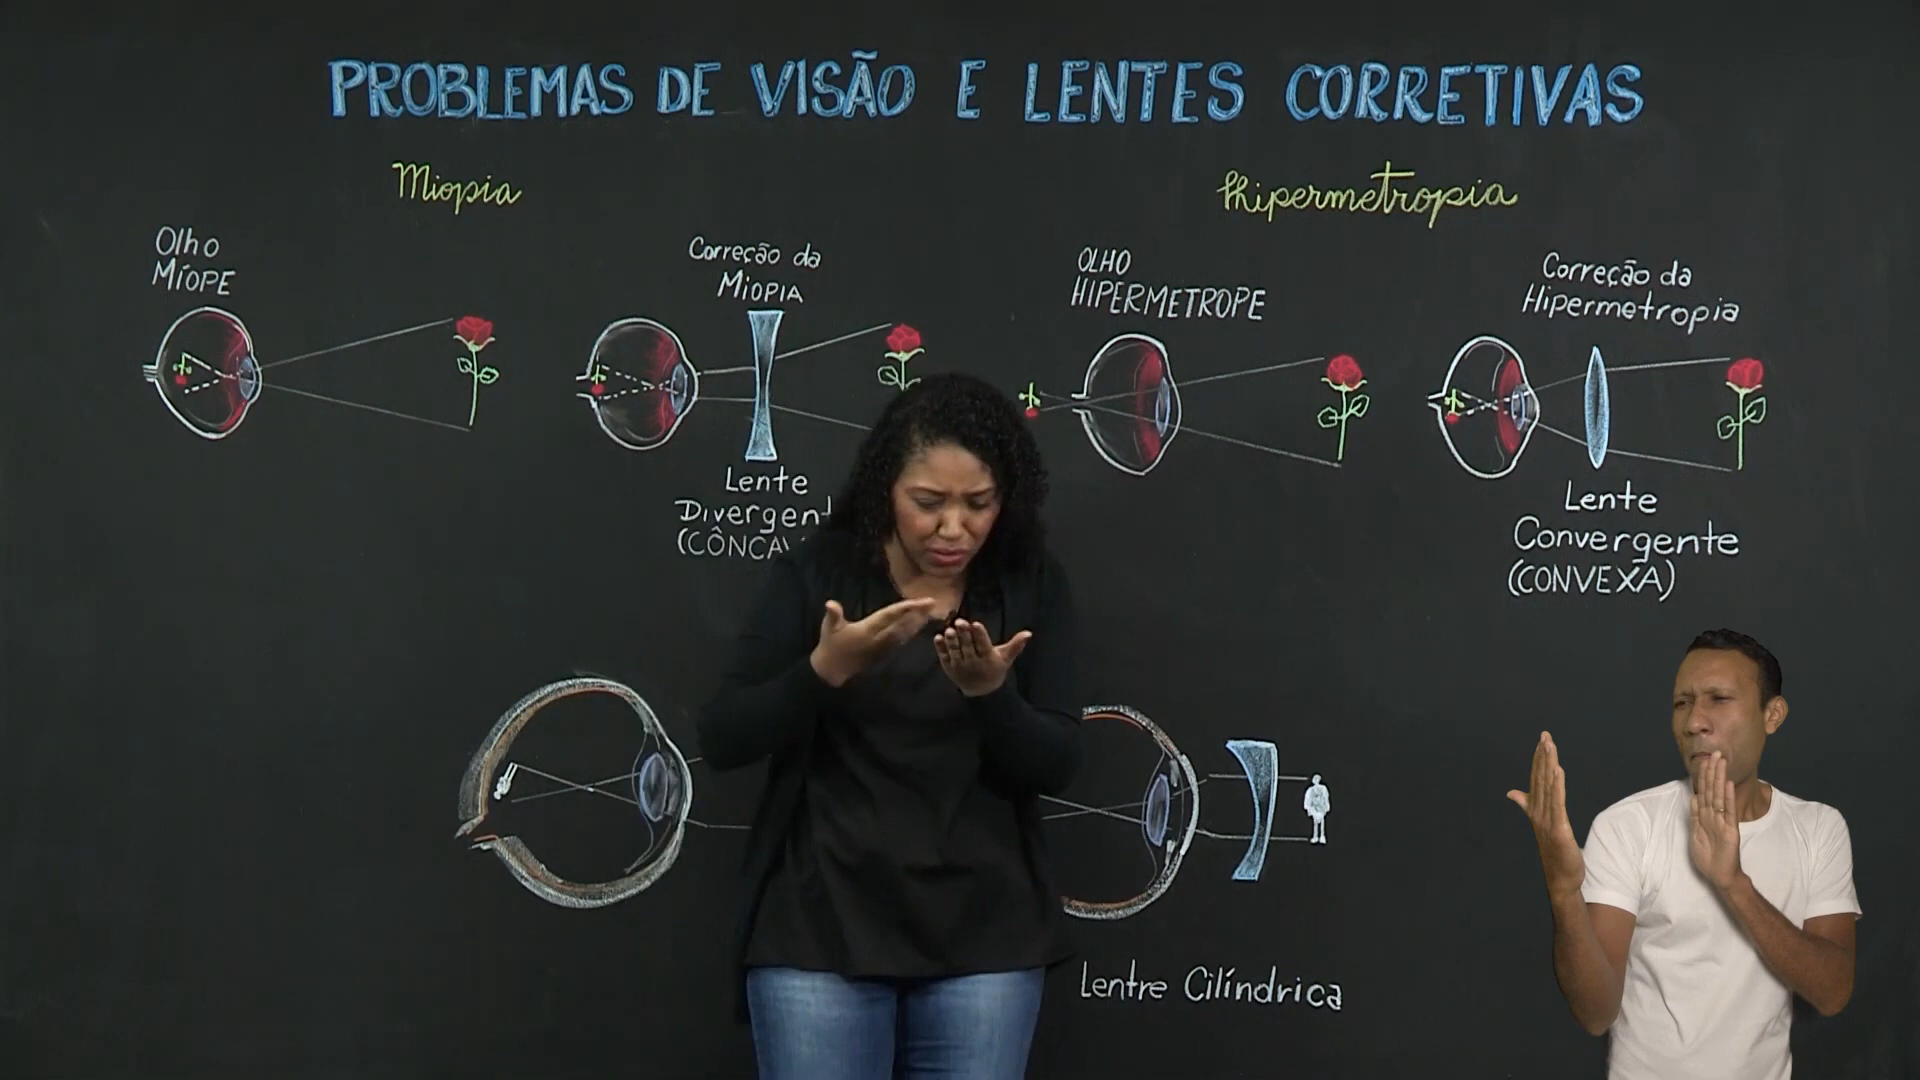 PROBLEMAS DE VISÃO E LENTES CORRETIVAS
Miopia
Hipermetropia
Olho
MÍOPE
Correção da
MIOPIA
Lente
Divergent
(CÔNCAV
OLHO
HIPERMETROPE
Correção da
Hipermetropia
Lente
Convergente
(CONVEXA)
Lentre Cilíndrica